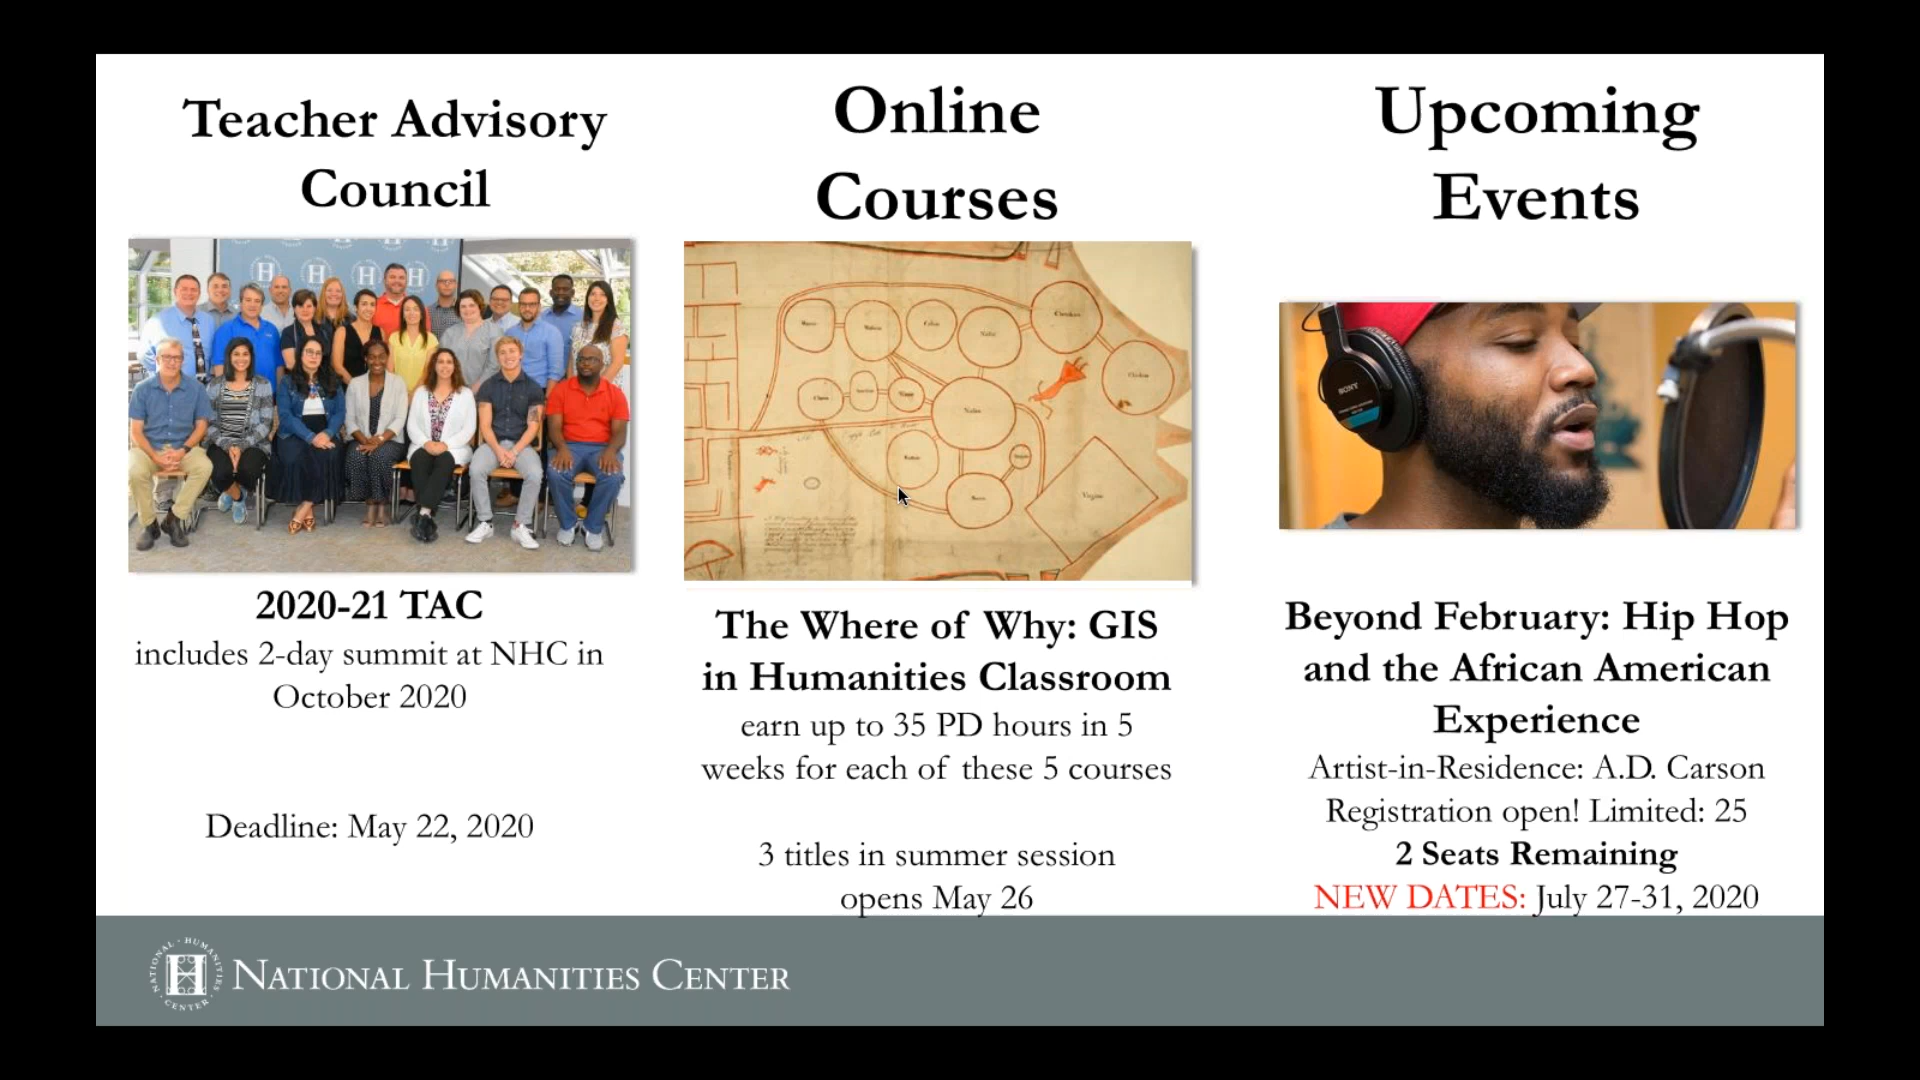 Teacher Advisory
Council
2020-21 TAC
includes 2-day summit at NHC in
October 2020
Deadline: May 22, 2020
Online
Courses
The Where of Why: GIS
in Humanities Classroom
earn up to 35 PD hours in 5
weeks for each of these 5 courses
3 titles in summer session
opens May 26
Upcoming
Events
SONY
Beyond February: Hip Hop
and the African American
Experience
Artist-in-Residence: A.D. Carson
Registration open! Limited: 25
2 Seats Remaining
NEW DATES: July 27-31, 2020
NATIONAL · HUMANITIES · CENTER ·
H
NATIONAL HUMANITIES CENTER